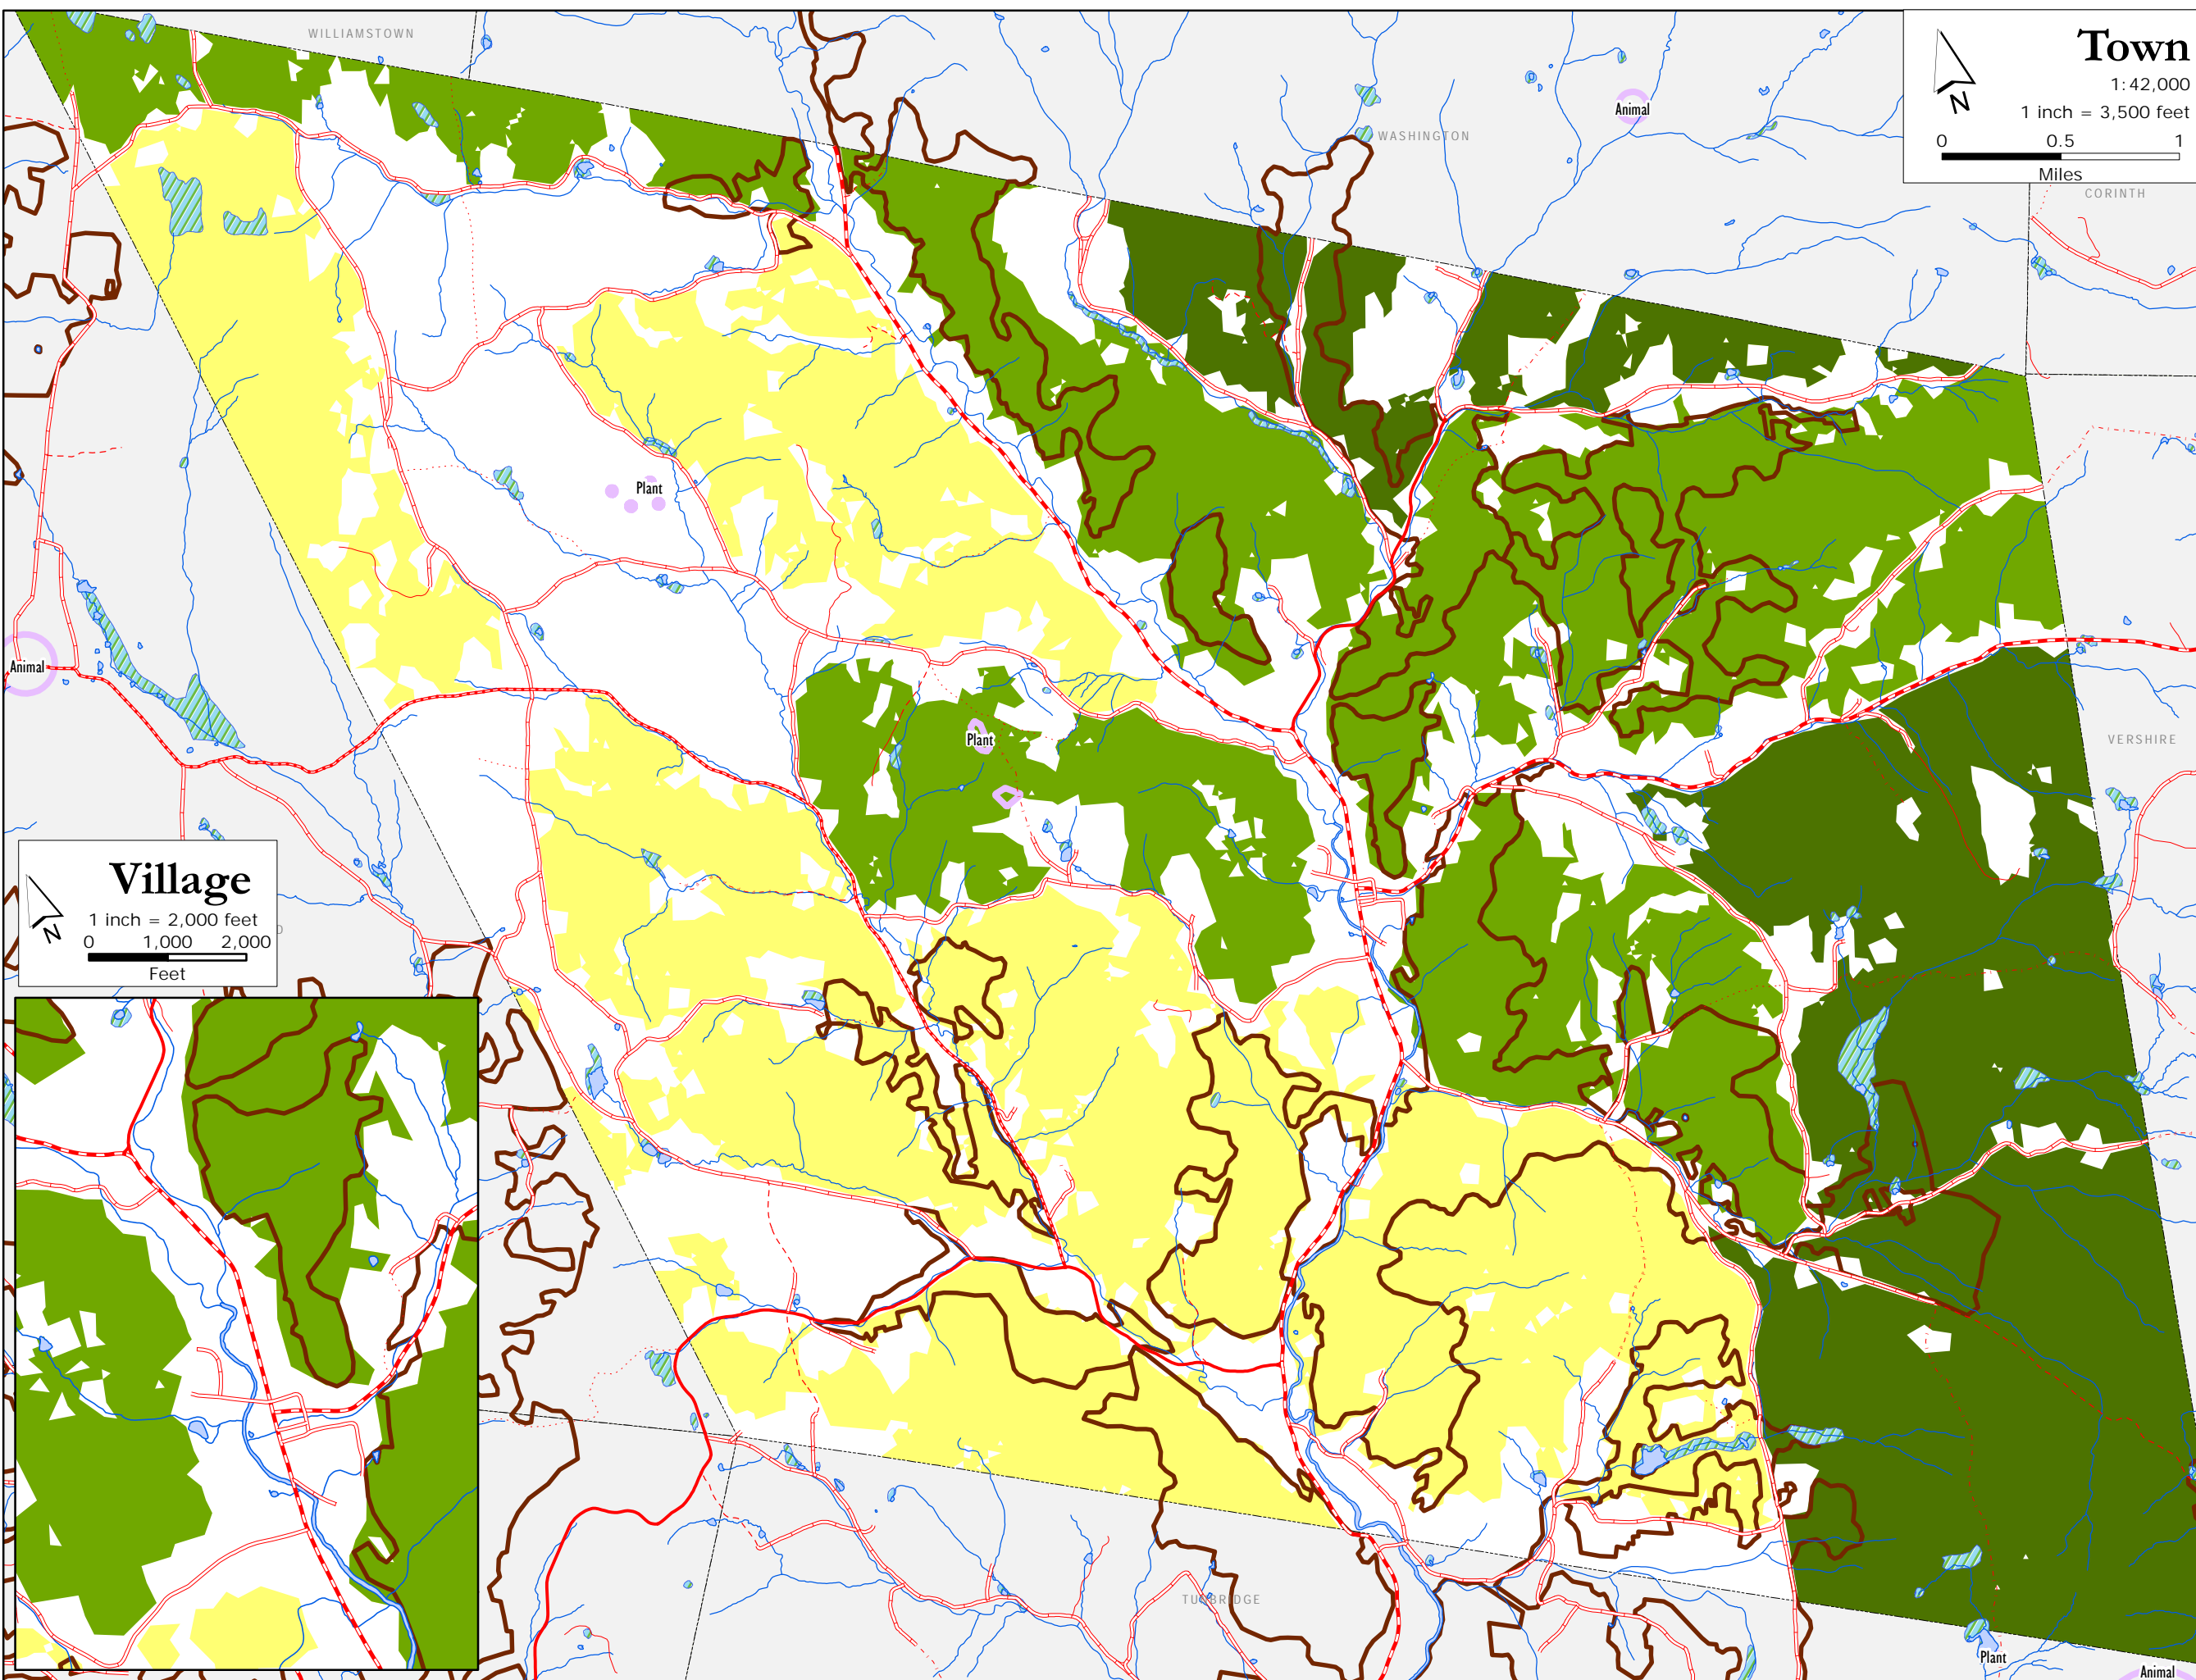 WILLIAMSTOWN
Town
1:42,000
1 inch = 3,500 feet
N
0 0.5 1
Miles
Animal
WASHINGTON
CORINTH
Plant
Animal
Plant
VERSHIRE
Village
1 inch = 2,000 feet
N
0 1,000 2,000
Feet
TUNBRIDGE
Plant
Animal